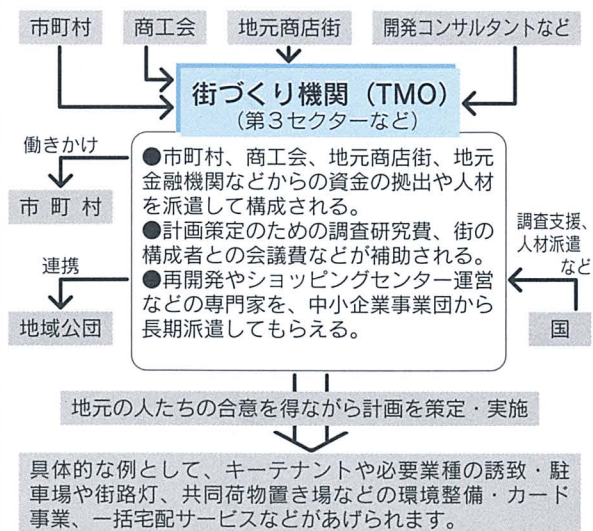 市町村
商工会
地元商店街
開発コンサルタントなど
街づくり機関（TMO）
（第3セクターなど）
働きかけ
市町村
連携
地域公団
●市町村、商工会、地元商店街、地元
金融機関などからの資金の拠出や人材
を派遣して構成される。
●計画策定のための調査研究費、街の
構成者との会議費などが補助される。
●再開発やショッピングセンター運営
などの専門家を、中小企業事業団から
長期派遣してもらえる。
調査支援、
人材派遣
など
国
地元の人たちの合意を得ながら計画を策定・実施
具体的な例として、キーテナントや必要業種の誘致・駐
車場や街路灯、共同荷物置き場などの環境整備・カード
事業、一括宅配サービスなどがあげられます。